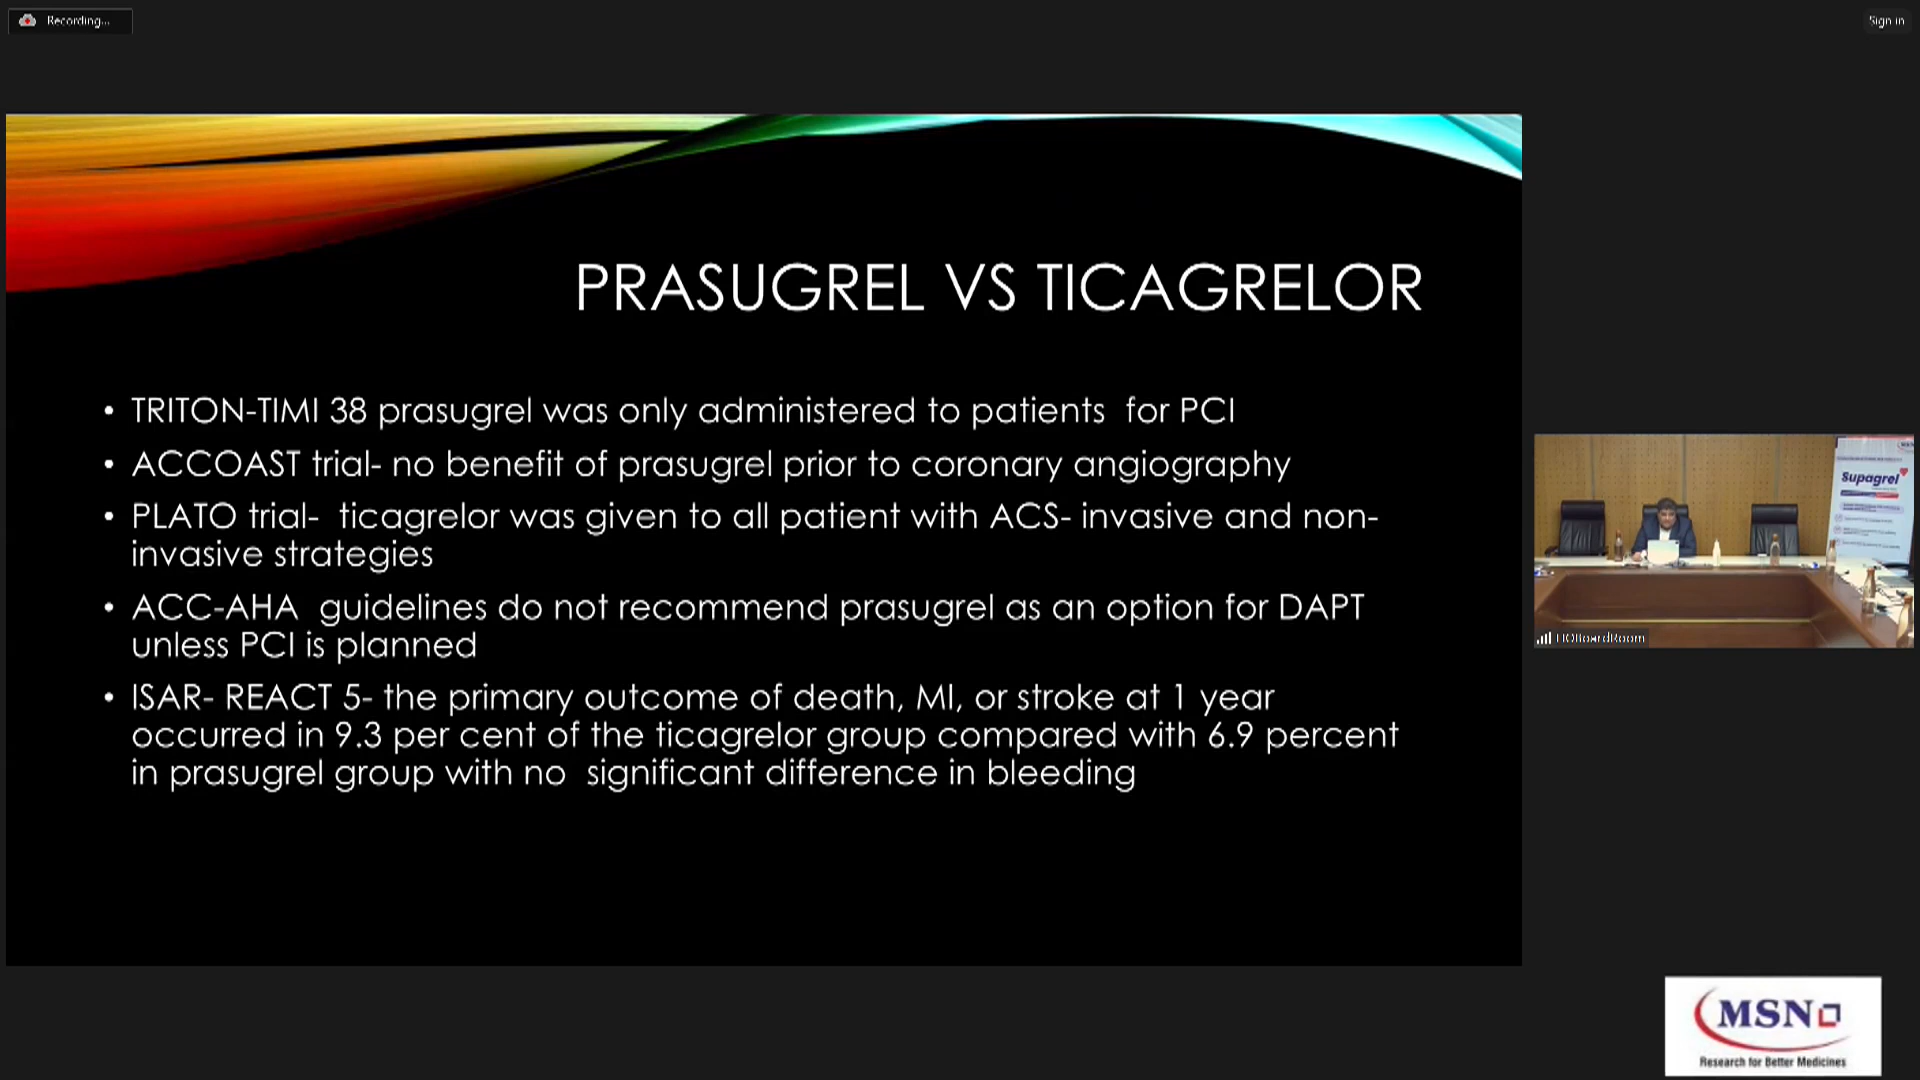 Recording...
Sign in
PRASUGREL VS TICAGRELOR
• TRITON-TIMI 38 prasugrel was only administered to patients for PCI
• ACCOAST trial- no benefit of prasugrel prior to coronary angiography
• PLATO trial- ticagrelor was given to all patient with ACS- invasive and non-
invasive strategies
• ACC-AHA guidelines do not recommend prasugrel as an option for DAPT
unless PCI is planned
• ISAR- REACT 5- the primary outcome of death, MI, or stroke at 1 year
occurred in 9.3 per cent of the ticagrelor group compared with 6.9 percent
in prasugrel group with no significant difference in bleeding
Supagrel
HOBoardRoom
MSN
Research for Better Medicines